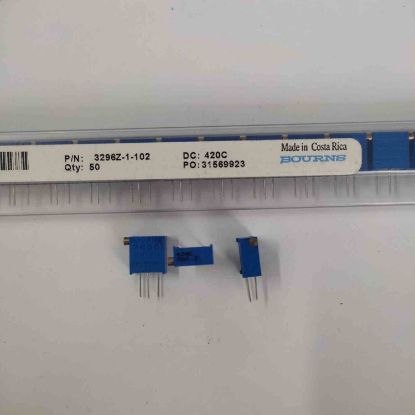 P/N: 3296Z-1-102
Qty: 50
DC: 420C
PO:31569923
Made in Costa Rica
BOURNS